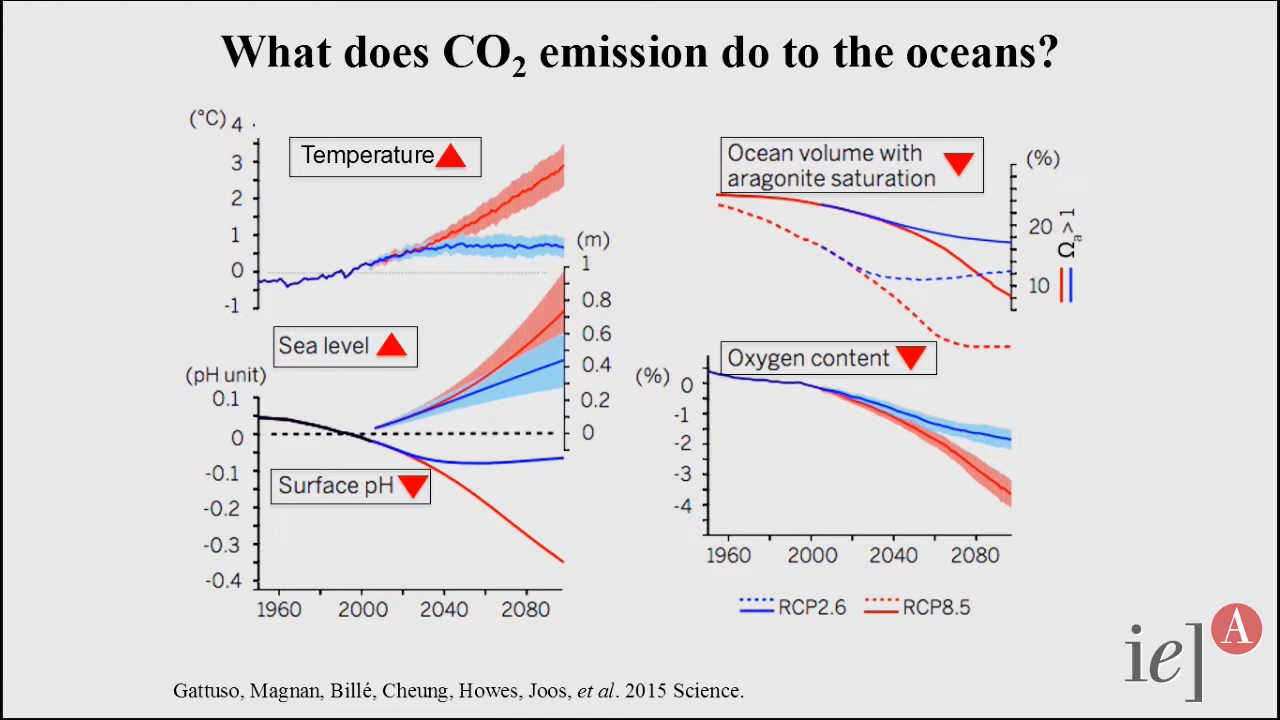 What does CO₂ emission do to the oceans?
(°C) 4
3
2
1
0
-1
Temperature
(m)
1
0.8
0.6
0.4
0.2
0
Sea level
(pH unit)
0.1
0
-0.1
-0.2
-0.3
-0.4
Surface pH
1960 2000 2040 2080
Ocean volume with
aragonite saturation
(%)
20
10
Ωa > 1
Oxygen content
(%) 0
-1
-2
-3
-4
1960 2000 2040 2080
RCP2.6 RCP8.5
Gattuso, Magnan, Billé, Cheung, Howes, Joos, et al. 2015 Science.
ie] A